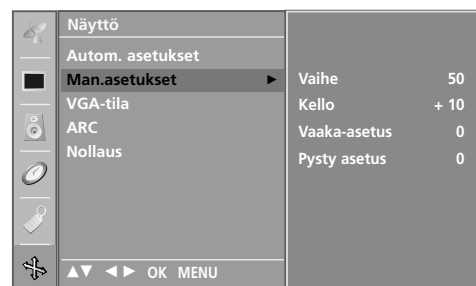 Näyttö
Autom. asetukset
Man.asetukset ►
VGA-tila
ARC
Nollaus
▲▼ ◄ ► OK MENU
Vaihe 50
Kello + 10
Vaaka-asetus 0
Pysty asetus 0